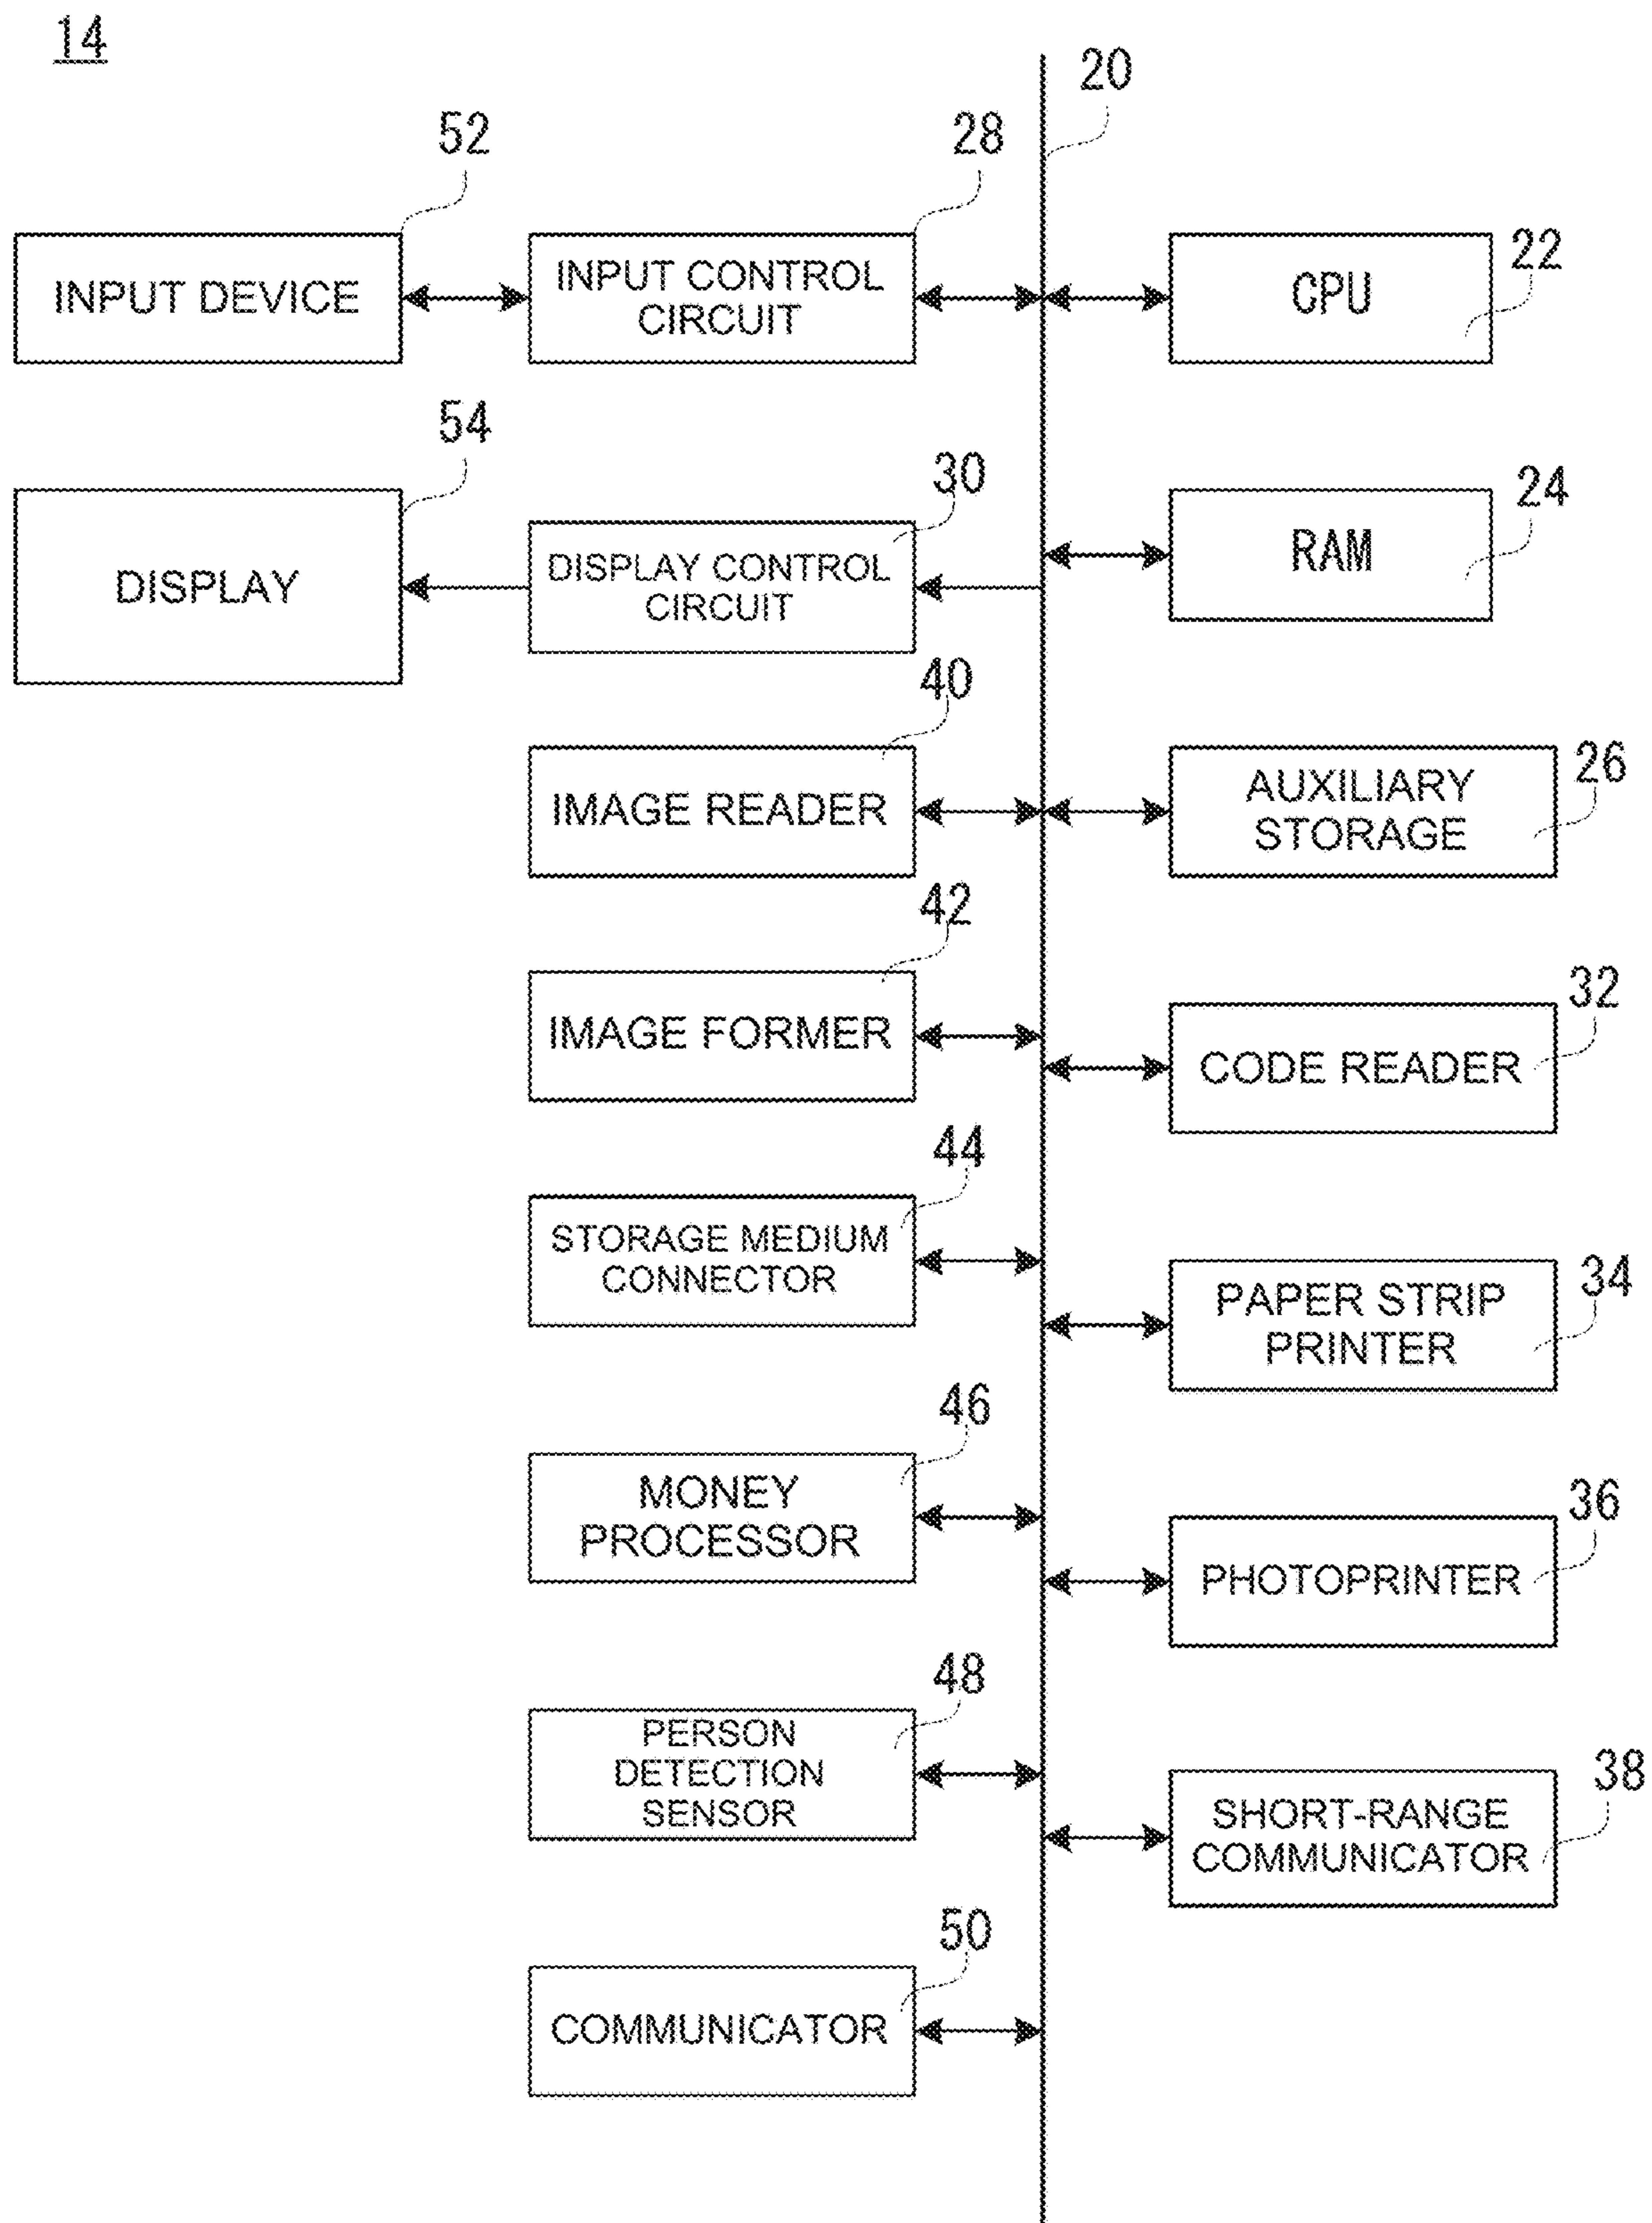 14
20
52
28
INPUT DEVICE
INPUT CONTROL
CIRCUIT
CPU
22
54
30
24
DISPLAY
DISPLAY CONTROL
CIRCUIT
RAM
40
IMAGE READER
AUXILIARY
STORAGE
26
42
IMAGE FORMER
32
CODE READER
44
STORAGE MEDIUM
CONNECTOR
34
PAPER STRIP
PRINTER
46
MONEY
PROCESSOR
36
PHOTOPRINTER
48
PERSON
DETECTION
SENSOR
38
SHORT-RANGE
COMMUNICATOR
50
COMMUNICATOR